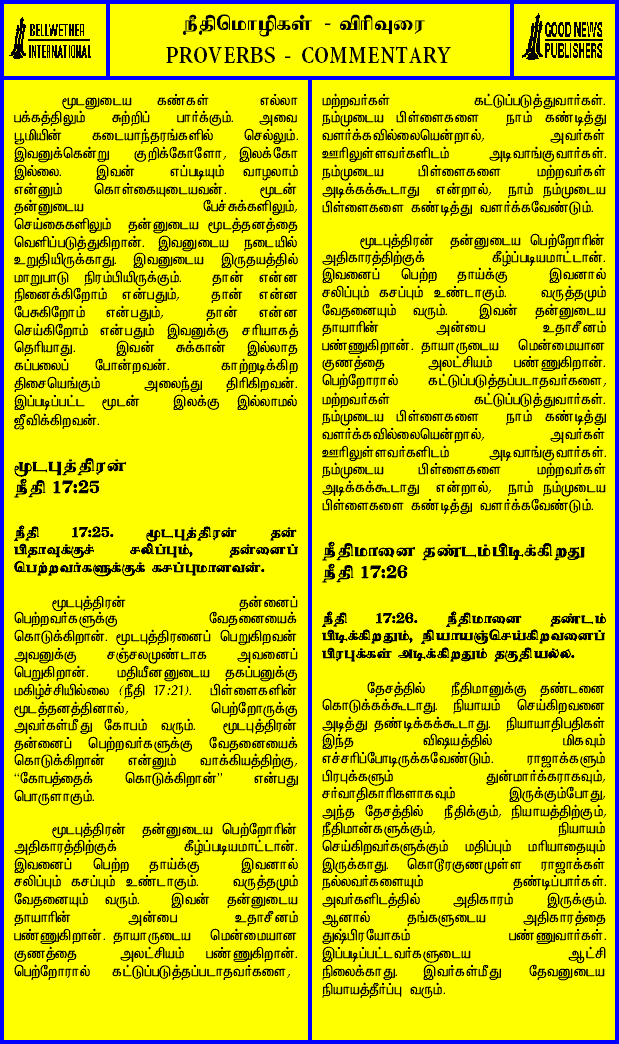 BELLWETHER
INTERNATIONAL
நீதிமொழிகள் - விரிவுரை
PROVERBS - COMMENTARY
GOOD NEWS
PUBLISHERS
மூடனுடைய கண்கள் எல்லா
பக்கத்திலும் சுற்றிப் பார்க்கும். அவை
பூமியின் கடையாந்தரங்களில் செல்லும்.
இவனுக்கென்று குறிக்கோளோ, இலக்கோ
இல்லை. இவன் எப்படியும் வாழலாம்
என்னும் கொள்கையுடையவன். மூடன்
தன்னுடைய பேச்சுக்களிலும்,
செய்கைகளிலும் தன்னுடைய மூடத்தனத்தை
வெளிப்படுத்துகிறான். இவனுடைய நடையில்
உறுதியிருக்காது. இவனுடைய இருதயத்தில்
மாறுபாடு நிரம்பியிருக்கும். தான் என்ன
நினைக்கிறோம் என்பதும், தான் என்ன
பேசுகிறோம் என்பதும், தான் என்ன
செய்கிறோம் என்பதும் இவனுக்கு சரியாகத்
தெரியாது. இவன் சுக்கான் இல்லாத
கப்பலைப் போன்றவன். காற்றடிக்கிற
திசையெங்கும் அலைந்து திரிகிறவன்.
இப்படிப்பட்ட மூடன் இலக்கு இல்லாமல்
ஜீவிக்கிறவன்.
மூடபுத்திரன்
நீதி 17:25
நீதி 17:25. மூடபுத்திரன் தன்
பிதாவுக்குச் சலிப்பும், தன்னைப்
பெற்றவர்களுக்குக் கசப்புமானவன்.
மூடபுத்திரன் தன்னைப்
பெற்றவர்களுக்கு வேதனையைக்
கொடுக்கிறான். மூடபுத்திரனைப் பெறுகிறவன்
அவனுக்கு சஞ்சலமுண்டாக அவனைப்
பெறுகிறான். மதியீனனுடைய தகப்பனுக்கு
மகிழ்ச்சியில்லை (நீதி 17:21). பிள்ளைகளின்
மூடத்தனத்தினால், பெற்றோருக்கு
அவர்கள்மீது கோபம் வரும். மூடபுத்திரன்
தன்னைப் பெற்றவர்களுக்கு வேதனையைக்
கொடுக்கிறான் என்னும் வாக்கியத்திற்கு,
“கோபத்தைக் கொடுக்கிறான்” என்பது
பொருளாகும்.
மூடபுத்திரன் தன்னுடைய பெற்றோரின்
அதிகாரத்திற்குக் கீழ்ப்படியமாட்டான்.
இவனைப் பெற்ற தாய்க்கு இவனால்
சலிப்பும் கசப்பும் உண்டாகும். வருத்தமும்
வேதனையும் வரும். இவன் தன்னுடைய
தாயாரின் அன்பை உதாசீனம்
பண்ணுகிறான். தாயாருடைய மென்மையான
குணத்தை அலட்சியம் பண்ணுகிறான்.
பெற்றோரால் கட்டுப்படுத்தப்படாதவர்களை,
மற்றவர்கள் கட்டுப்படுத்துவார்கள்.
நம்முடைய பிள்ளைகளை நாம் கண்டித்து
வளர்க்கவில்லையென்றால், அவர்கள்
ஊரிலுள்ளவர்களிடம் அடிவாங்குவார்கள்.
நம்முடைய பிள்ளைகளை மற்றவர்கள்
அடிக்கக்கூடாது என்றால், நாம் நம்முடைய
பிள்ளைகளை கண்டித்து வளர்க்கவேண்டும்.
மூடபுத்திரன் தன்னுடைய பெற்றோரின்
அதிகாரத்திற்குக் கீழ்ப்படியமாட்டான்.
இவனைப் பெற்ற தாய்க்கு இவனால்
சலிப்பும் கசப்பும் உண்டாகும். வருத்தமும்
வேதனையும் வரும். இவன் தன்னுடைய
தாயாரின் அன்பை உதாசீனம்
பண்ணுகிறான். தாயாருடைய மென்மையான
குணத்தை அலட்சியம் பண்ணுகிறான்.
பெற்றோரால் கட்டுப்படுத்தப்படாதவர்களை,
மற்றவர்கள் கட்டுப்படுத்துவார்கள்.
நம்முடைய பிள்ளைகளை நாம் கண்டித்து
வளர்க்கவில்லையென்றால், அவர்கள்
ஊரிலுள்ளவர்களிடம் அடிவாங்குவார்கள்.
நம்முடைய பிள்ளைகளை மற்றவர்கள்
அடிக்கக்கூடாது என்றால், நாம் நம்முடைய
பிள்ளைகளை கண்டித்து வளர்க்கவேண்டும்.
நீதிமானை தண்டம்பிடிக்கிறது
நீதி 17:26
நீதி 17:26. நீதிமானை தண்டம்
பிடிக்கிறதும், நியாயஞ்செய்கிறவனைப்
பிரபுக்கள் அடிக்கிறதும் தகுதியல்ல.
தேசத்தில் நீதிமானுக்கு தண்டனை
கொடுக்கக்கூடாது. நியாயம் செய்கிறவனை
அடித்து தண்டிக்கக்கூடாது. நியாயாதிபதிகள்
இந்த விஷயத்தில் மிகவும்
எச்சரிப்போடிருக்கவேண்டும். ராஜாக்களும்
பிரபுக்களும் துன்மார்க்கராகவும்,
சர்வாதிகாரிகளாகவும் இருக்கும்போது,
அந்த தேசத்தில் நீதிக்கும், நியாயத்திற்கும்,
நீதிமான்களுக்கும், நியாயம்
செய்கிறவர்களுக்கும் மதிப்பும் மரியாதையும்
இருக்காது. கொடூரகுணமுள்ள ராஜாக்கள்
நல்லவர்களையும் தண்டிப்பார்கள்.
அவர்களிடத்தில் அதிகாரம் இருக்கும்.
ஆனால் தங்களுடைய அதிகாரத்தை
துஷ்பிரயோகம் பண்ணுவார்கள்.
இப்படிப்பட்டவர்களுடைய ஆட்சி
நிலைக்காது. இவர்கள்மீது தேவனுடைய
நியாயத்தீர்ப்பு வரும்.